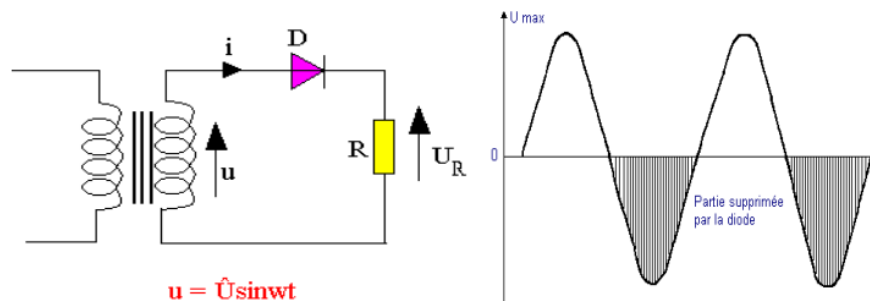 i
D
u
R
U_R
u = Ûsinwt
U max
0
Partie supprimée
par la diode